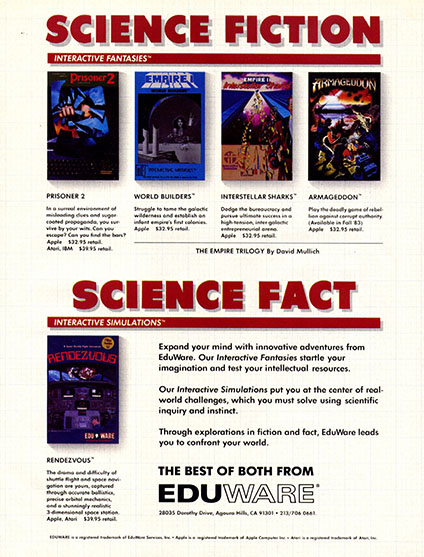 SCIENCE FICTION
INTERACTIVE FANTASIES™
Prisoner 2
EMPIRE I
EMPIRE II
ARMAGEDDON
INTERACTIVE FANTASIES
PRISONER 2
In a surreal environment of
misleading clues and sugar
coated propaganda, you sur-
vive by your wits. Can you
escape? Can you find the bars?
Apple $32.95 retail.
Atari, IBM $39.95 retail.
WORLD BUILDERS™
Struggle to tame the galactic
wilderness and establish an
infant empire's first colonies.
Apple $32.95 retail.
INTERSTELLAR SHARKS™
Dodge the bureaucracy and
pursue ultimate success in a
high-tension, inter-galactic
entrepreneurial arena.
Apple $32.95 retail.
ARMAGEDDON™
Play the deadly game of rebel-
lion against corrupt authority.
(Available in Fall '83)
Apple $32.95 retail.
THE EMPIRE TRILOGY By David Mullich
SCIENCE FACT
INTERACTIVE SIMULATIONS™
RENDEZVOUS
EDU WARE
RENDEZVOUS™
The drama and difficulty of
shuttle flight and space navi-
gation are yours, captured
through accurate ballistics,
precise orbital mechanics,
and a stunningly realistic
3-dimensional space station.
Apple, Atari $39.95 retail.
Expand your mind with innovative adventures from
EduWare. Our Interactive Fantasies startle your
imagination and test your intellectual resources.
Our Interactive Simulations put you at the center of real-
world challenges, which you must solve using scientific
inquiry and instinct.
Through explorations in fiction and fact, EduWare leads
you to confront your world.
THE BEST OF BOTH FROM
EDUWARE®
28035 Dorothy Drive, Agoura Hills, CA 91301 • 213/706-0661
EDUWARE is a registered trademark of EduWare Services, Inc. • Apple is a registered trademark of Apple Computer Inc. • Atari is a registered trademark of Atari, Inc.